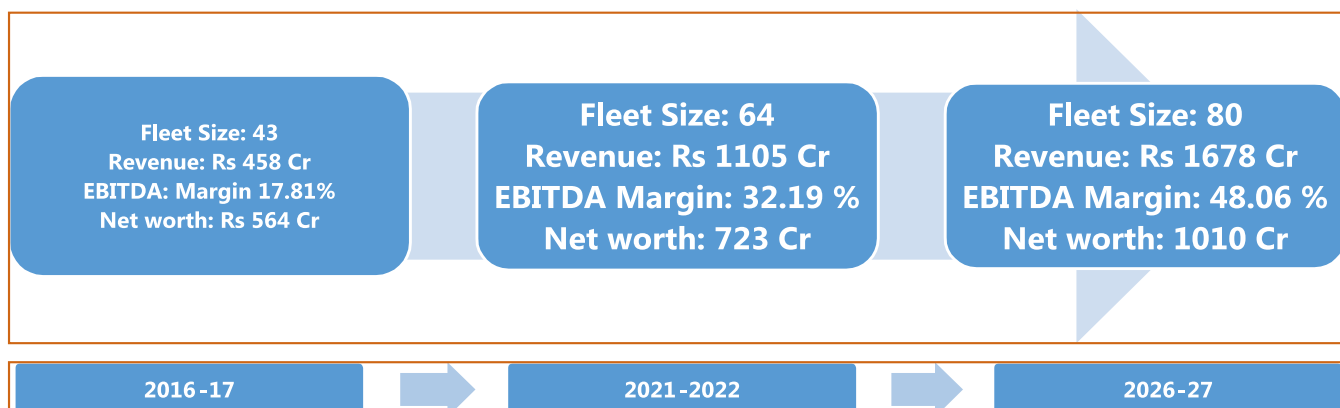 Fleet Size: 43
Revenue: Rs 458 Cr
EBITDA: Margin 17.81%
Net worth: Rs 564 Cr
Fleet Size: 64
Revenue: Rs 1105 Cr
EBITDA Margin: 32.19 %
Net worth: 723 Cr
Fleet Size: 80
Revenue: Rs 1678 Cr
EBITDA Margin: 48.06 %
Net worth: 1010 Cr
2016-17
2021-2022
2026-27